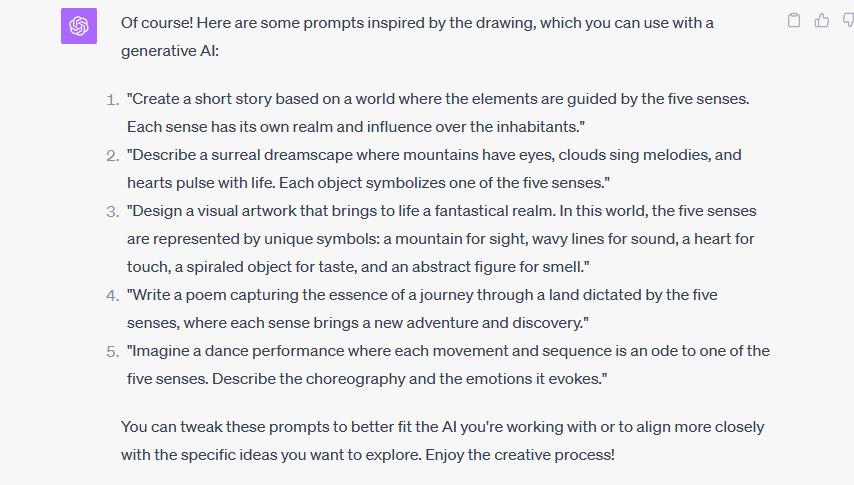 Of course! Here are some prompts inspired by the drawing, which you can use with a
generative AI:
1. "Create a short story based on a world where the elements are guided by the five senses.
Each sense has its own realm and influence over the inhabitants."
2. "Describe a surreal dreamscape where mountains have eyes, clouds sing melodies, and
hearts pulse with life. Each object symbolizes one of the five senses."
3. "Design a visual artwork that brings to life a fantastical realm. In this world, the five senses
are represented by unique symbols: a mountain for sight, wavy lines for sound, a heart for
touch, a spiraled object for taste, and an abstract figure for smell."
4. "Write a poem capturing the essence of a journey through a land dictated by the five
senses, where each sense brings a new adventure and discovery."
5. "Imagine a dance performance where each movement and sequence is an ode to one of the
five senses. Describe the choreography and the emotions it evokes."
You can tweak these prompts to better fit the AI you're working with or to align more closely
with the specific ideas you want to explore. Enjoy the creative process!